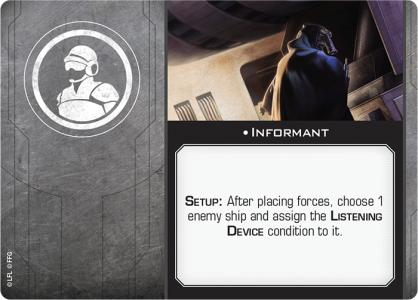 • INFORMANT
SETUP: After placing forces, choose 1
enemy ship and assign the LISTENING
DEVICE condition to it.
© LFL © FFG